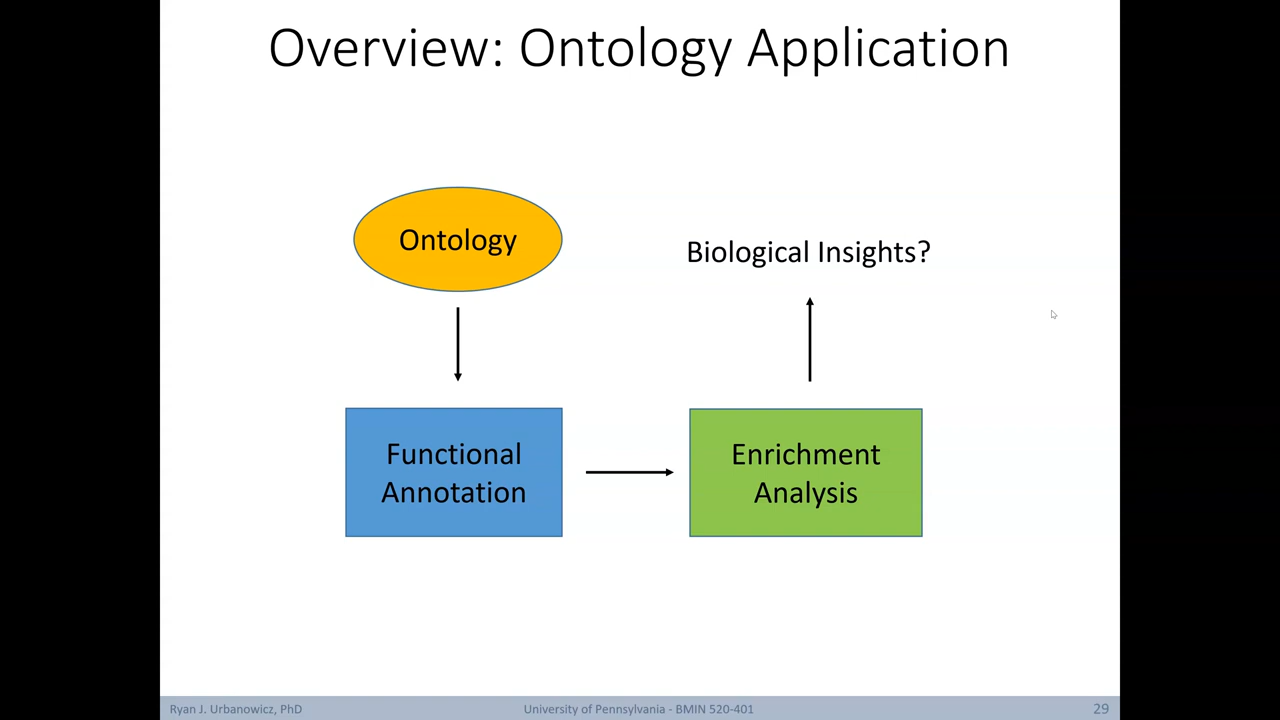 Overview: Ontology Application
Ontology
Biological Insights?
Functional
Annotation
Enrichment
Analysis
Ryan J. Urbanowicz, PhD
University of Pennsylvania - BMIN 520-401
29